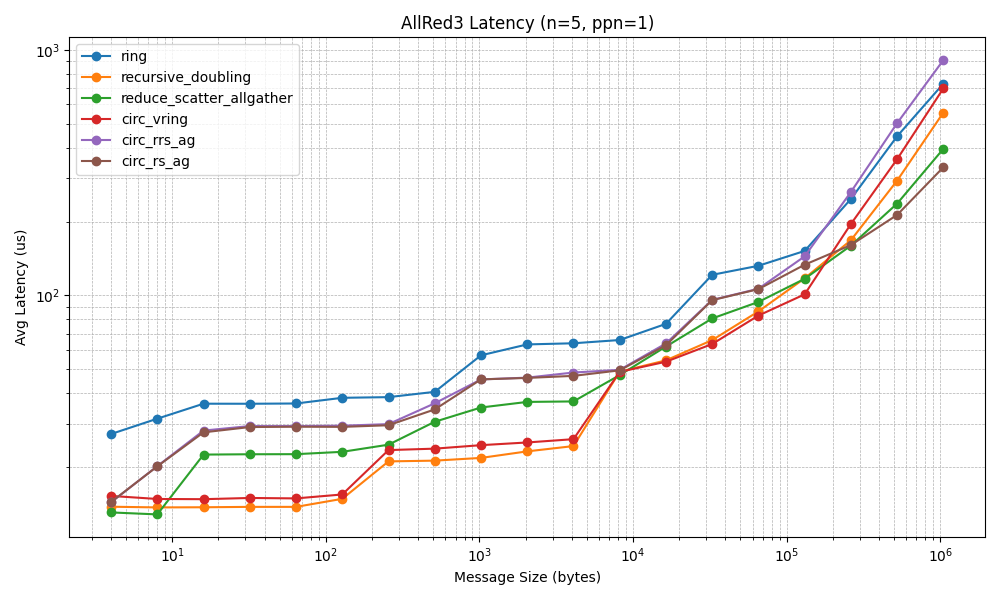 AllRed3 Latency (n=5, ppn=1)
ring
recursive_doubling
reduce_scatter_allgather
circ_vring
circ_rrs_ag
circ_rs_ag
10³
10²
Avg Latency (us)
10¹ 10² 10³ 10⁴ 10⁵ 10⁶
Message Size (bytes)